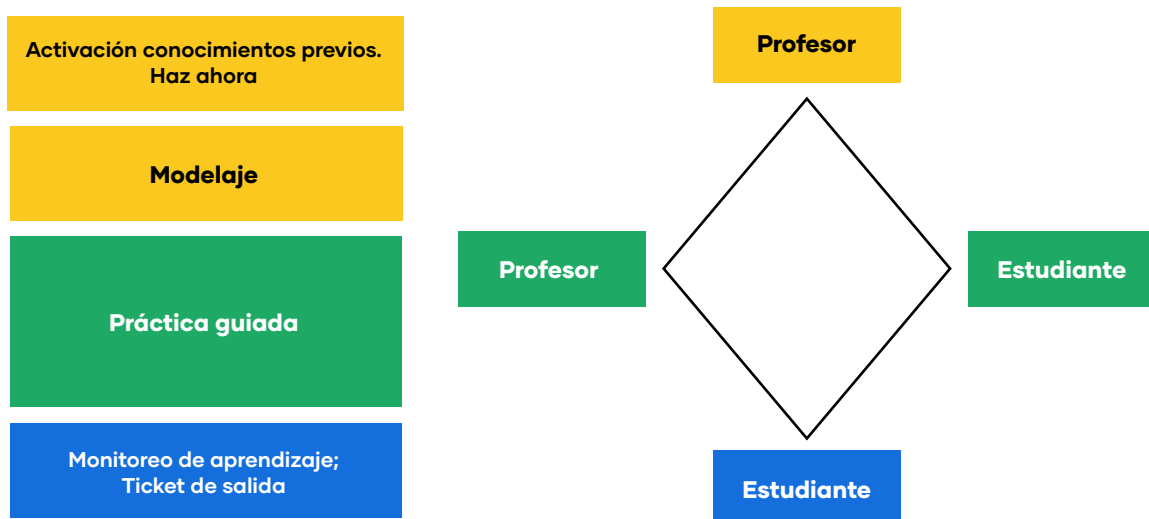 Activación conocimientos previos.
Haz ahora
Modelaje
Práctica guiada
Monitoreo de aprendizaje;
Ticket de salida
Profesor
Profesor
Estudiante
Estudiante